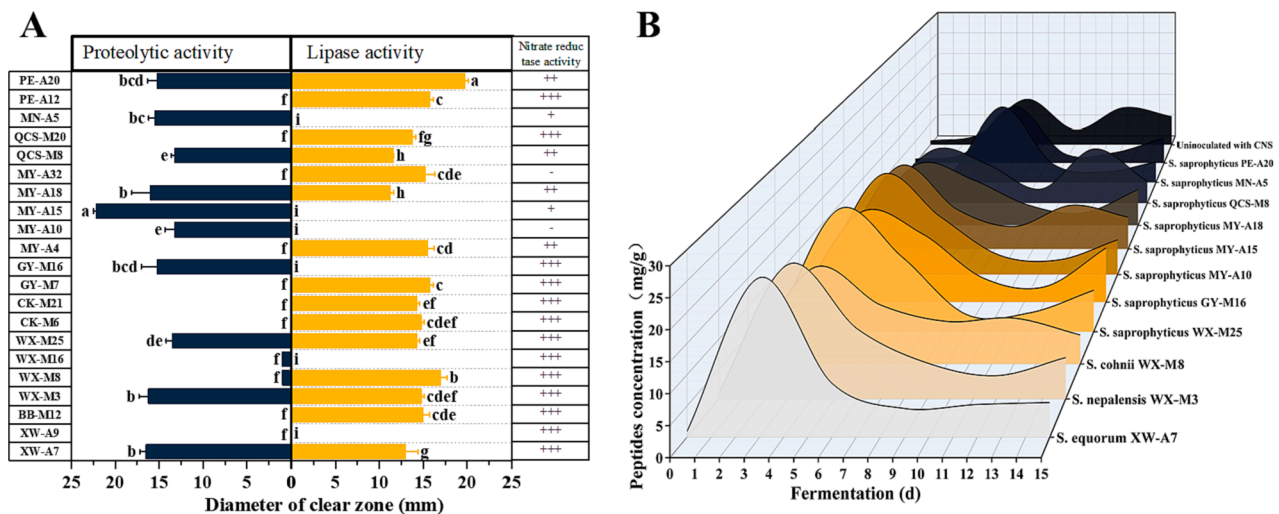 A
Proteolytic activity Lipase activity Nitrate reduc
tase activity
PE-A20 bcd a ++
PE-A12 f c +++
MN-A5 bc i +
QCS-M20 f fg +++
QCS-M8 e h ++
MY-A32 f cde -
MY-A18 b h ++
MY-A15 a i +
MY-A10 e i -
MY-A4 f cd ++
GY-M16 bcd i +++
GY-M7 f c +++
CK-M21 f ef +++
CK-M6 f cdef +++
WX-M25 de ef +++
WX-M16 f i +++
WX-M8 f b +++
WX-M3 b cdef +++
BB-M12 f cde +++
XW-A9 f i +++
XW-A7 b g +++
25 20 15 10 5 0 5 10 15 20 25
Diameter of clear zone (mm)
B
Uninoculated with CNS
S. saprophyticus PE-A20
S. saprophyticus MN-A5
S. saprophyticus QCS-M8
S. saprophyticus MY-A18
S. saprophyticus MY-A15
S. saprophyticus MY-A10
S. saprophyticus GY-M16
S. saprophyticus WX-M25
S. cohnii WX-M8
S. nepalensis WX-M3
S. equorum XW-A7
Peptides concentration（mg/g）
30
25
20
15
10
5
0
0 1 2 3 4 5 6 7 8 9 10 11 12 13 14 15
Fermentation (d)